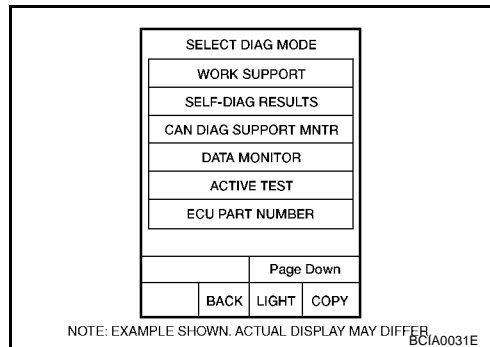 SELECT DIAG MODE
WORK SUPPORT
SELF-DIAG RESULTS
CAN DIAG SUPPORT MNTR
DATA MONITOR
ACTIVE TEST
ECU PART NUMBER
Page Down
BACK LIGHT COPY
NOTE: EXAMPLE SHOWN. ACTUAL DISPLAY MAY DIFFER.
BCIA0031E